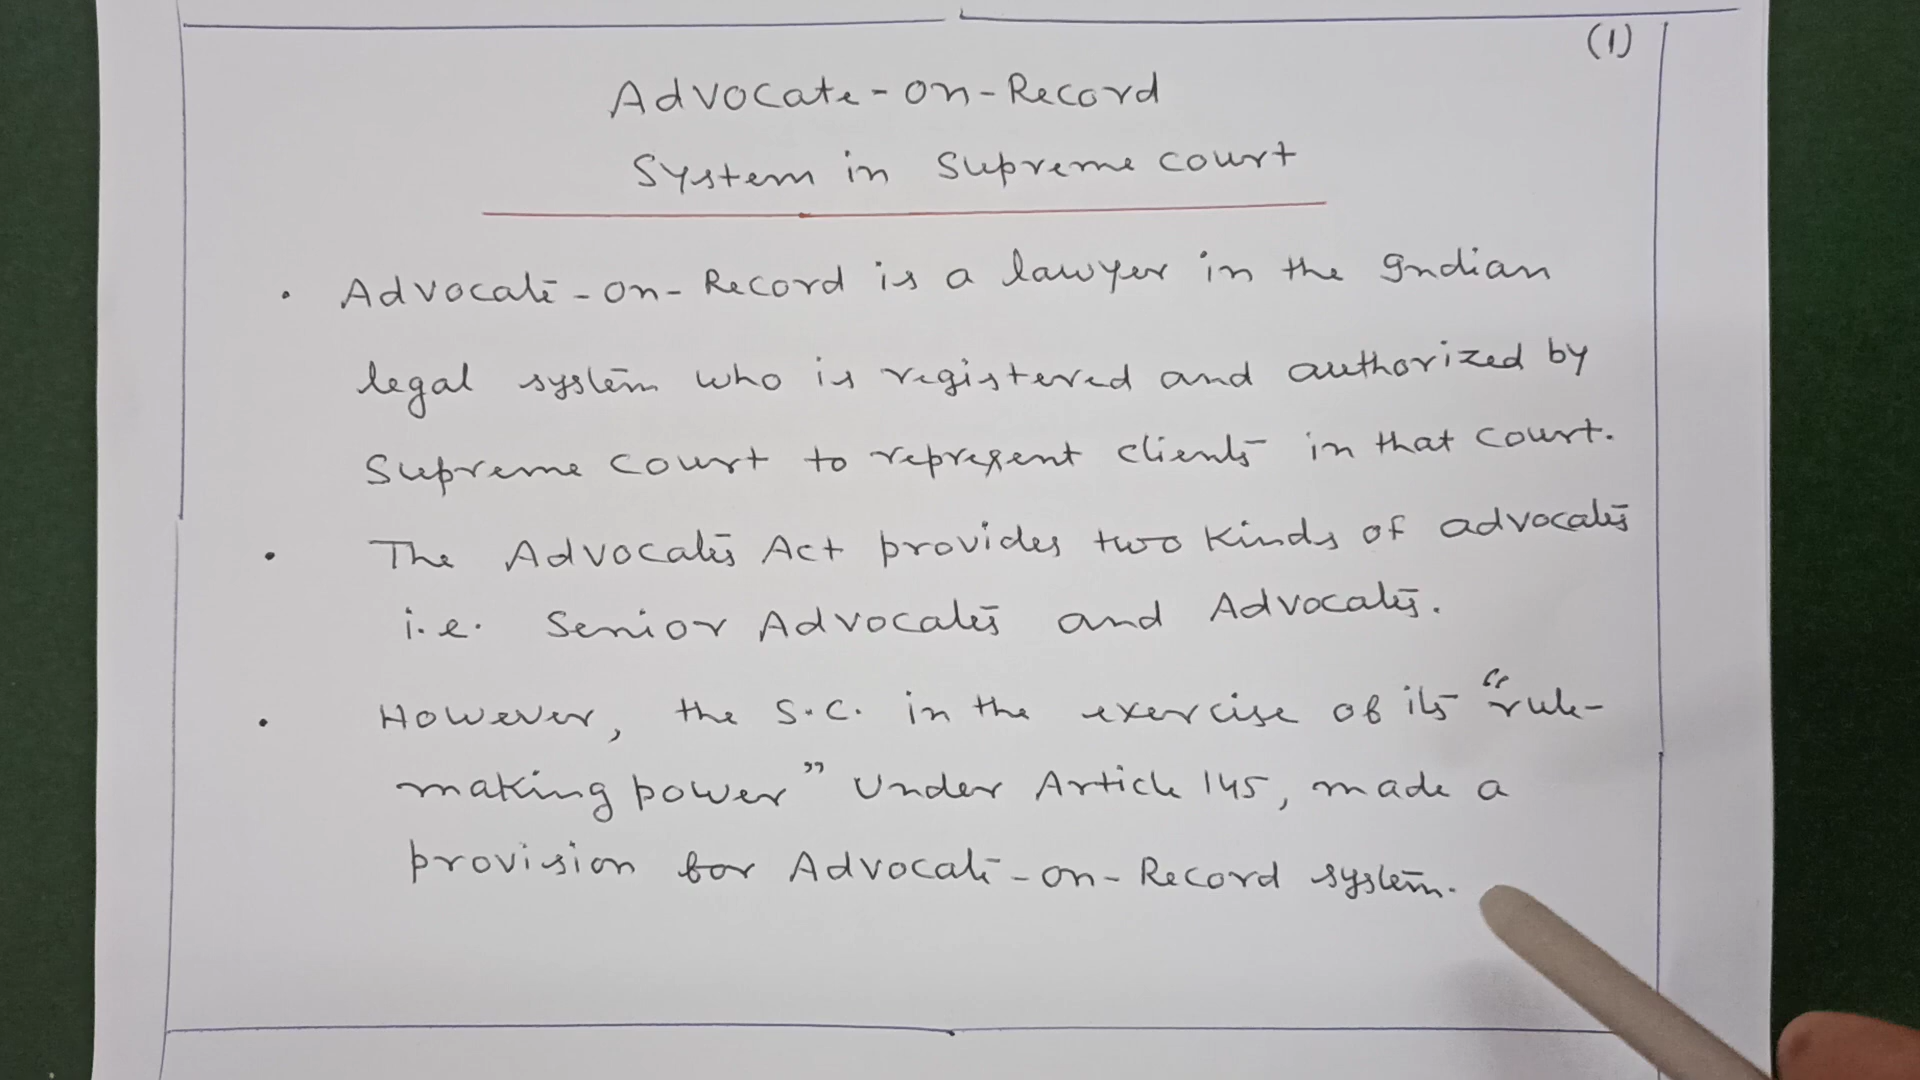 (1)
Advocate-on-Record
System in Supreme Court
• Advocate-on-Record is a lawyer in the Indian
legal system who is registered and authorized by
Supreme Court to represent clients in that Court.
• The Advocates Act provides two kinds of advocates
i.e. Senior Advocates and Advocates.
• However, the S.C. in the exercise of its "rule-
making power" Under Article 145, made a
provision for Advocate-on-Record system.